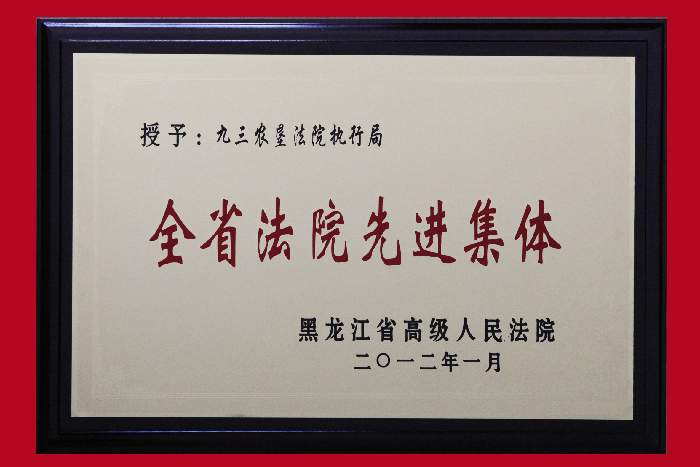 授予：九三农垦法院执行局
全省法院先进集体
黑龙江省高级人民法院
二〇一二年一月